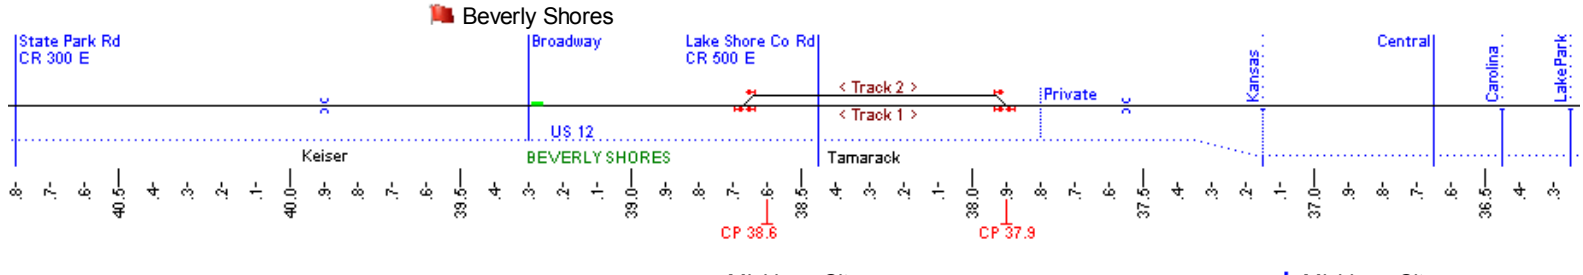 Beverly Shores
State Park Rd
CR 300 E
Broadway
Lake Shore Co Rd
CR 500 E
Central
Kansas
Carolina
Lake Park
< Track 2 >
Private
< Track 1 >
US 12
Keiser
BEVERLY SHORES
Tamarack
.8- .7- .6- 40.5 .4- .3- .2- .1- 40.0 .9- .8- .7- .6- 39.5 .4- .3- .2- .1- 39.0 .9- .8- .7- .6- 38.5 .4- .3- .2- .1- 38.0 .9- .8- .7- .6- 37.5 .4- .3- .2- .1- 37.0 .9- .8- .7- .6- 36.5 .4- .3-
CP 38.6
CP 37.9